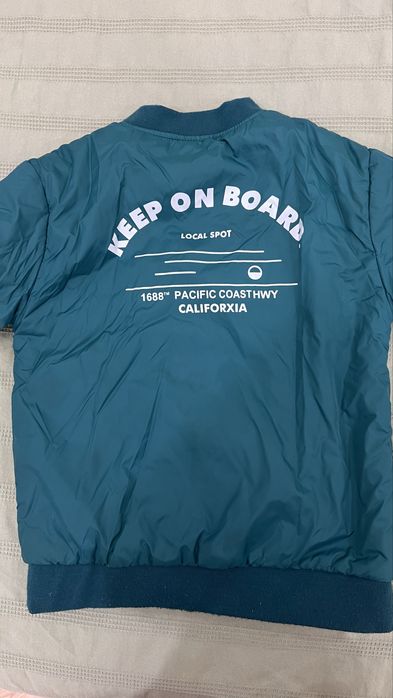 KEEP ON BOARD
LOCAL SPOT
1688™ PACIFIC COASTHWY
CALIFORXIA